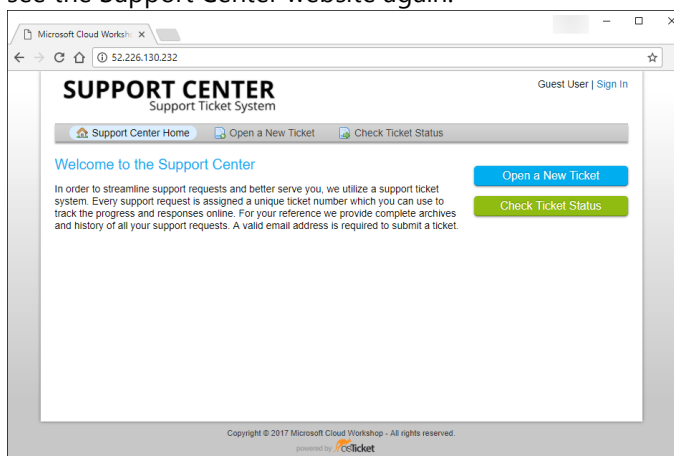 see the Support Center website again.
Microsoft Cloud Worksh
52.226.130.232
SUPPORT CENTER
Support Ticket System
Guest User | Sign In
Support Center Home
Open a New Ticket
Check Ticket Status
Welcome to the Support Center
In order to streamline support requests and better serve you, we utilize a support ticket
system. Every support request is assigned a unique ticket number which you can use to
track the progress and responses online. For your reference we provide complete archives
and history of all your support requests. A valid email address is required to submit a ticket.
Open a New Ticket
Check Ticket Status
Copyright © 2017 Microsoft Cloud Workshop - All rights reserved.
powered by osTicket